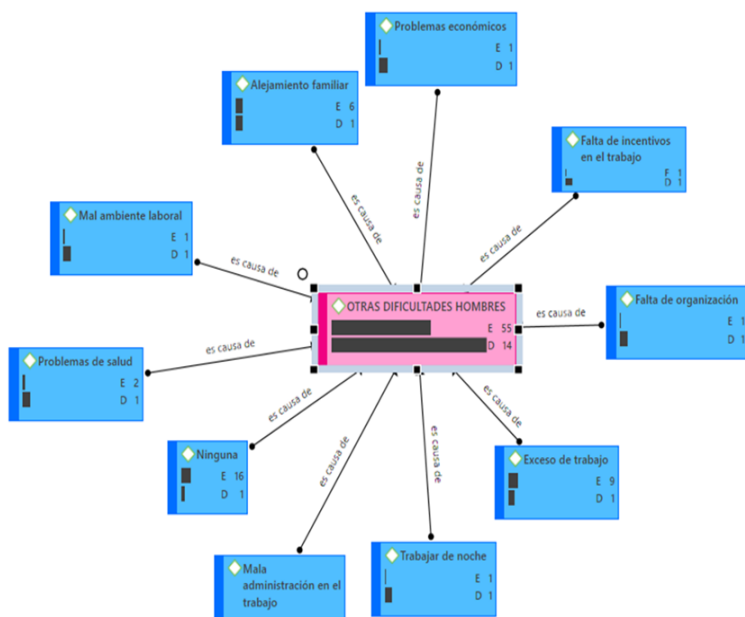 Problemas económicos
E 1
D 1
Alejamiento familiar
E 6
D 1
Falta de incentivos
en el trabajo
E 1
D 1
Mal ambiente laboral
E 1
D 1
es causa de
es causa de
es causa de
es causa de
OTRAS DIFICULTADES HOMBRES
E 55
D 14
es causa de
Falta de organización
E 1
D 1
Problemas de salud
E 2
D 1
es causa de
es causa de
es causa de
es causa de
es causa de
Ninguna
E 16
D 1
Exceso de trabajo
E 9
D 1
Mala
administración en el
trabajo
Trabajar de noche
E 1
D 1